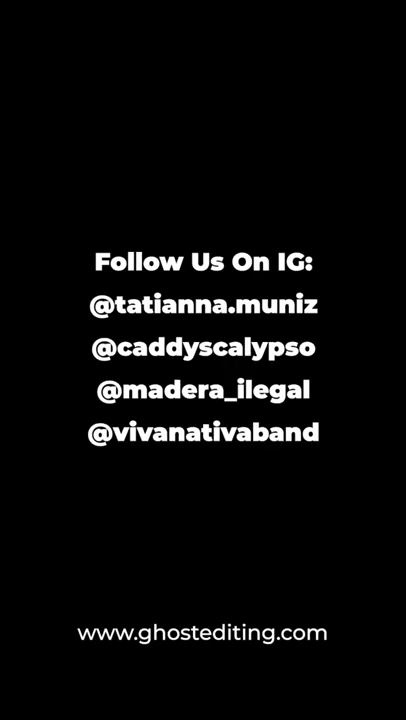 Follow Us On IG:
@tatianna.muniz
@caddyscalypso
@madera_ilegal
@vivanativaband
www.ghostediting.com